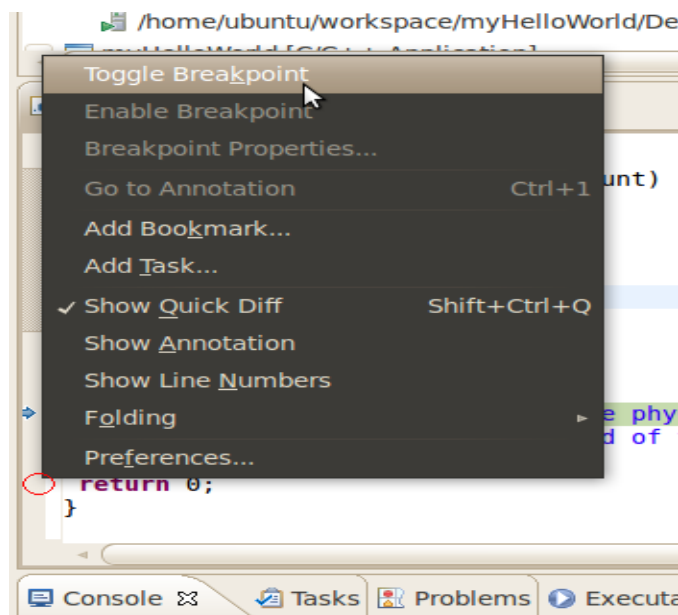 /home/ubuntu/workspace/myHelloWorld/De
myHelloWorld [C/C++ Application]
Toggle Breakpoint
Enable Breakpoint
Breakpoint Properties...
Go to Annotation Ctrl+1
unt)
Add Bookmark...
Add Task...
Show Quick Diff Shift+Ctrl+Q
Show Annotation
Show Line Numbers
Folding
e phy
d of
Preferences...
return 0;
}
Console Tasks Problems Executa